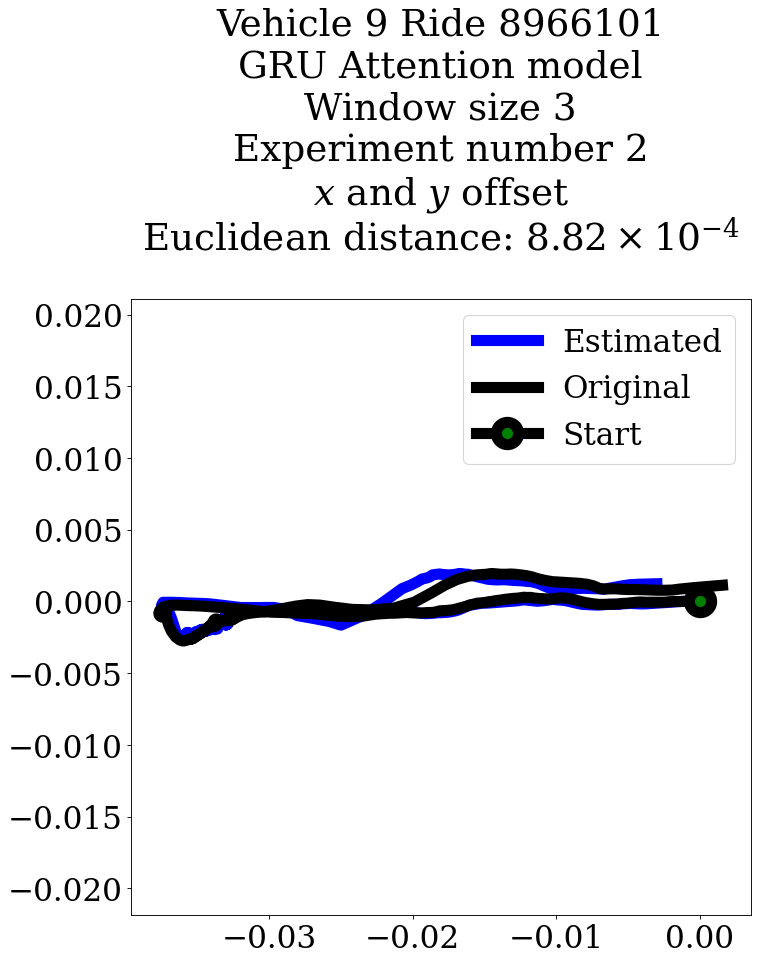 Vehicle 9 Ride 8966101
GRU Attention model
Window size 3
Experiment number 2
x and y offset
Euclidean distance: 8.82 × 10⁻⁴
Estimated
Original
Start
0.020
0.015
0.010
0.005
0.000
−0.005
−0.010
−0.015
−0.020
−0.03
−0.02
−0.01
0.00